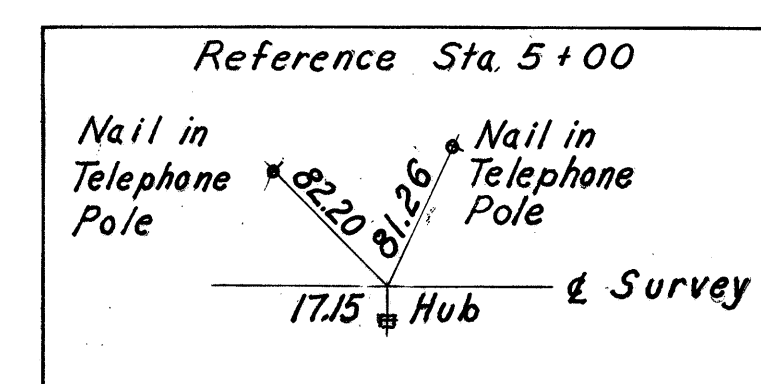 Reference Sta. 5+00
Nail in
Telephone
Pole
82.20
81.26
Nail in
Telephone
Pole
℄ Survey
17.15 Hub